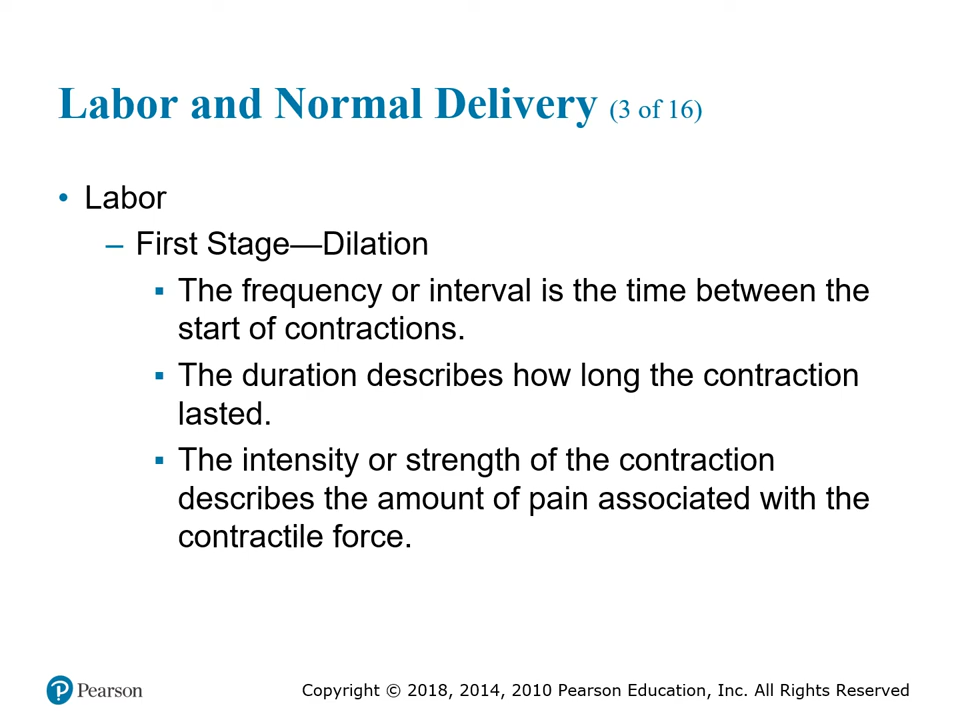 Labor and Normal Delivery (3 of 16)
• Labor
– First Stage—Dilation
▪ The frequency or interval is the time between the
start of contractions.
▪ The duration describes how long the contraction
lasted.
▪ The intensity or strength of the contraction
describes the amount of pain associated with the
contractile force.
Pearson
Copyright © 2018, 2014, 2010 Pearson Education, Inc. All Rights Reserved